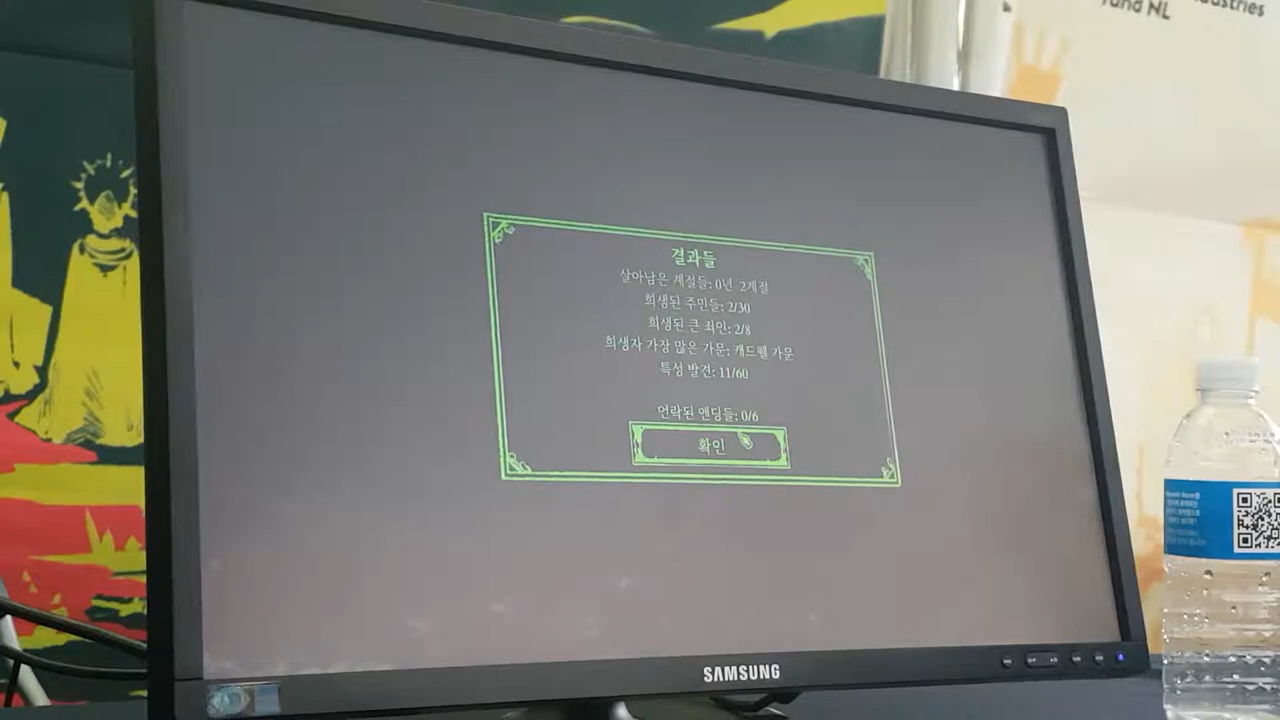 fund NL
industries
결과들
살아남은 계절들: 0년 2계절
희생된 주민들: 2/30
희생된 큰 죄인: 2/8
희생자 가장 많은 가문: 캐드웰 가문
특성 발견: 11/60
언락된 엔딩들: 0/6
확인
SAMSUNG